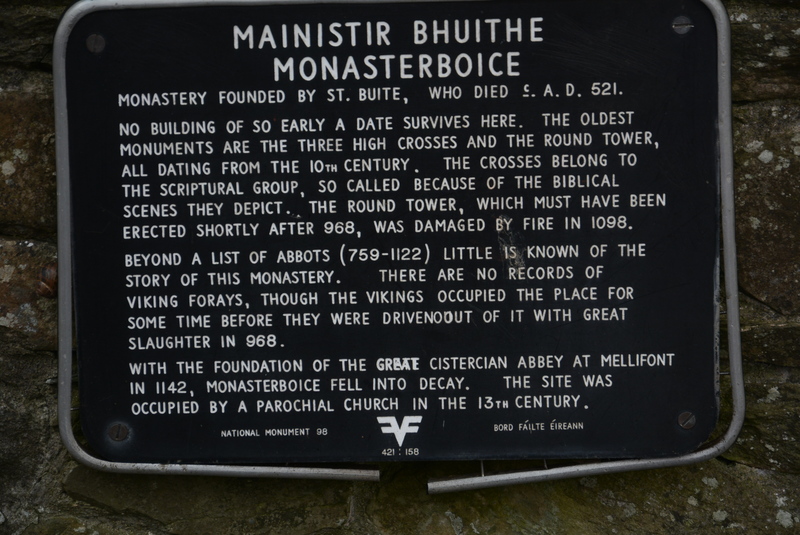 MAINISTIR BHUITHE
MONASTERBOICE
MONASTERY FOUNDED BY ST. BUITE, WHO DIED C. A.D. 521.
NO BUILDING OF SO EARLY A DATE SURVIVES HERE. THE OLDEST
MONUMENTS ARE THE THREE HIGH CROSSES AND THE ROUND TOWER,
ALL DATING FROM THE 10TH CENTURY. THE CROSSES BELONG TO
THE SCRIPTURAL GROUP, SO CALLED BECAUSE OF THE BIBLICAL
SCENES THEY DEPICT. THE ROUND TOWER, WHICH MUST HAVE BEEN
ERECTED SHORTLY AFTER 968, WAS DAMAGED BY FIRE IN 1098.
BEYOND A LIST OF ABBOTS (759-1122) LITTLE IS KNOWN OF THE
STORY OF THIS MONASTERY. THERE ARE NO RECORDS OF
VIKING FORAYS, THOUGH THE VIKINGS OCCUPIED THE PLACE FOR
SOME TIME BEFORE THEY WERE DRIVENOOUT OF IT WITH GREAT
SLAUGHTER IN 968.
WITH THE FOUNDATION OF THE GREAT CISTERCIAN ABBEY AT MELLIFONT
IN 1142, MONASTERBOICE FELL INTO DECAY. THE SITE WAS
OCCUPIED BY A PAROCHIAL CHURCH IN THE 13TH CENTURY.
NATIONAL MONUMENT 98 BORD FÁILTE ÉIREANN
421 : 158